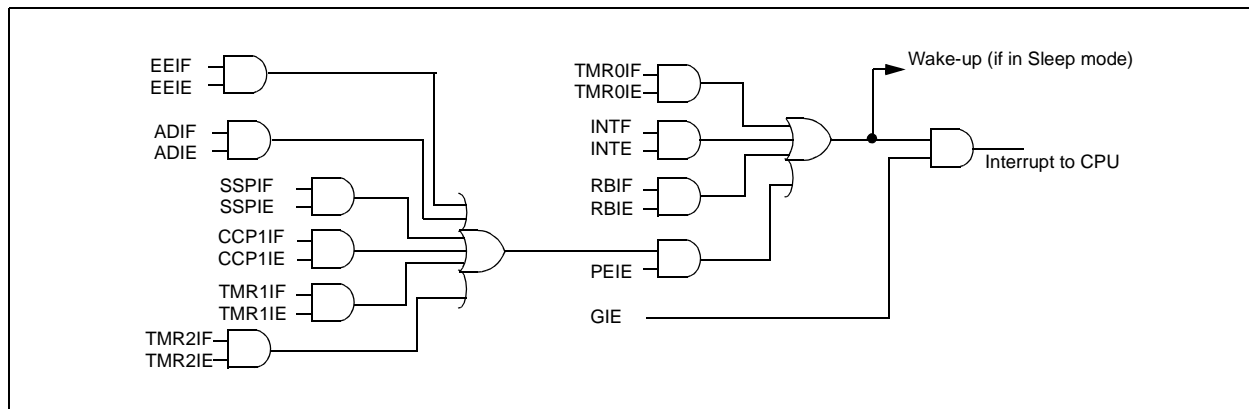 EEIF
EEIE
ADIF
ADIE
SSPIF
SSPIE
CCP1IF
CCP1IE
TMR1IF
TMR1IE
TMR2IF
TMR2IE
TMR0IF
TMR0IE
INTF
INTE
RBIF
RBIE
PEIE
GIE
Wake-up (if in Sleep mode)
Interrupt to CPU